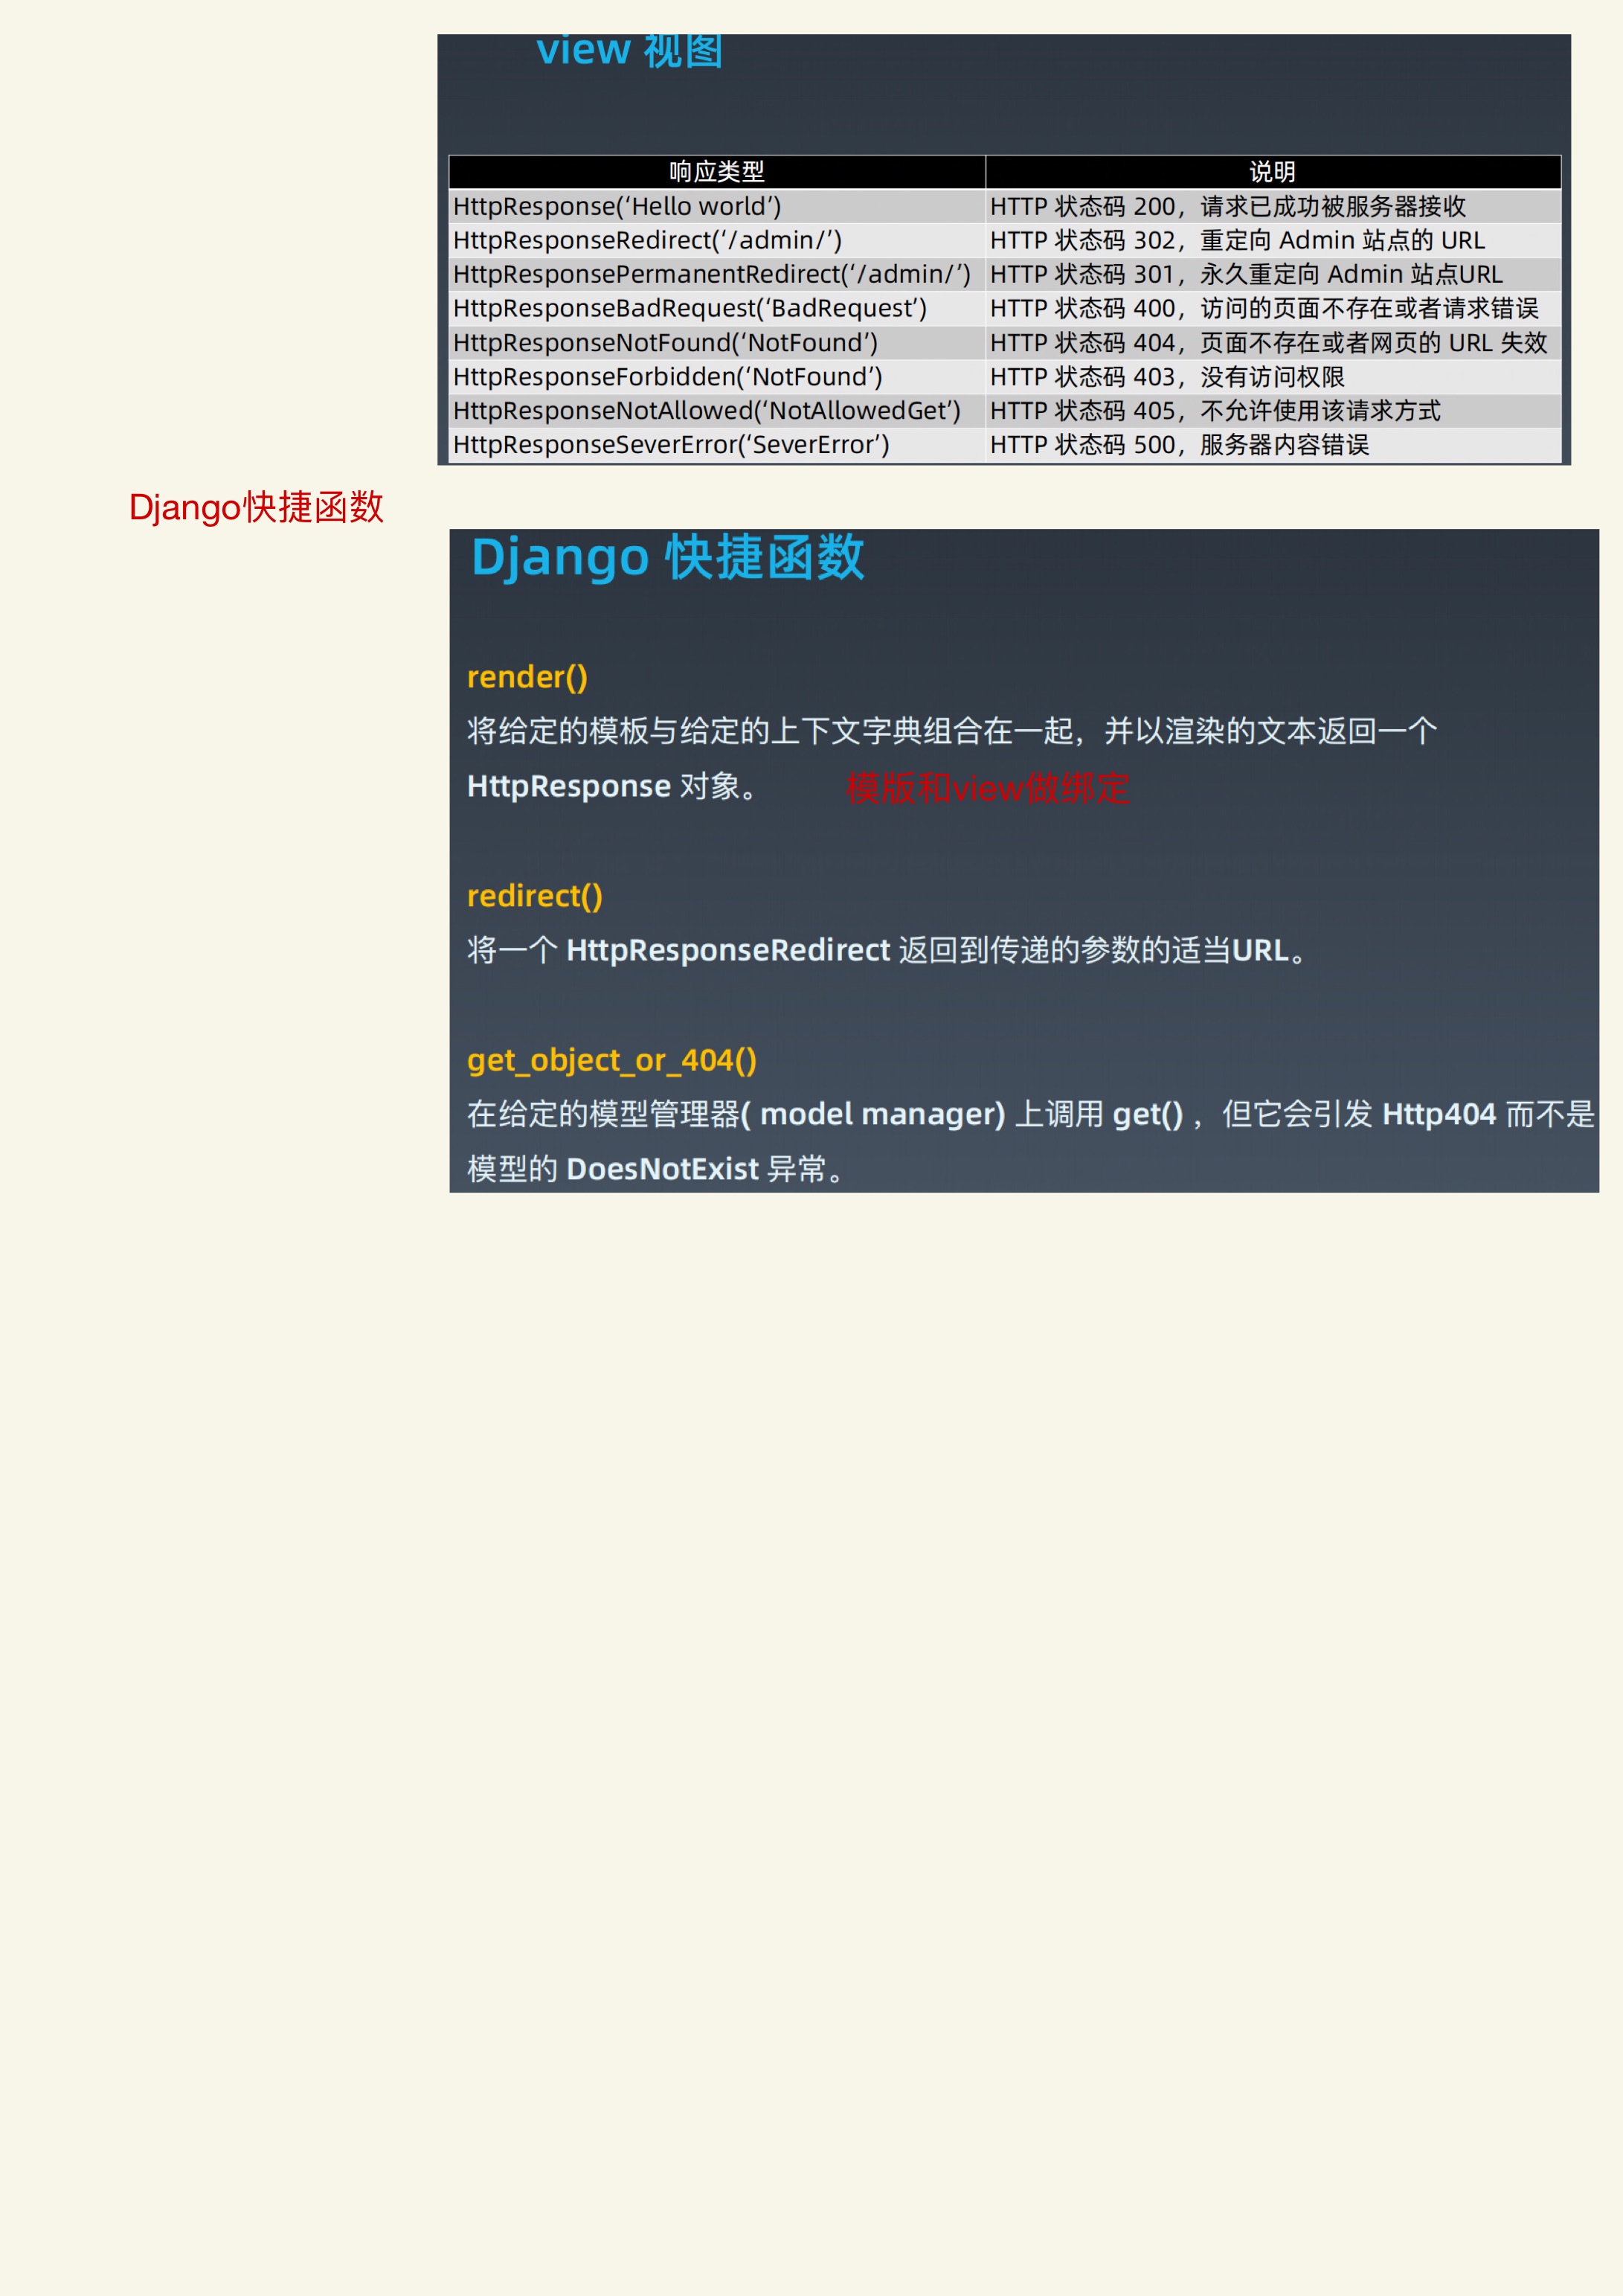 view 视图
响应类型 说明
HttpResponse(‘Hello world’) HTTP 状态码 200，请求已成功被服务器接收
HttpResponseRedirect(‘/admin/’) HTTP 状态码 302，重定向 Admin 站点的 URL
HttpResponsePermanentRedirect(‘/admin/’) HTTP 状态码 301，永久重定向 Admin 站点URL
HttpResponseBadRequest(‘BadRequest’) HTTP 状态码 400，访问的页面不存在或者请求错误
HttpResponseNotFound(‘NotFound’) HTTP 状态码 404，页面不存在或者网页的 URL 失效
HttpResponseForbidden(‘NotFound’) HTTP 状态码 403，没有访问权限
HttpResponseNotAllowed(‘NotAllowedGet’) HTTP 状态码 405，不允许使用该请求方式
HttpResponseSeverError(‘SeverError’) HTTP 状态码 500，服务器内容错误
Django快捷函数
Django 快捷函数
render()
将给定的模板与给定的上下文字典组合在一起，并以渲染的文本返回一个
HttpResponse 对象。 模版和view做绑定
redirect()
将一个 HttpResponseRedirect 返回到传递的参数的适当URL。
get_object_or_404()
在给定的模型管理器( model manager) 上调用 get() ，但它会引发 Http404 而不是
模型的 DoesNotExist 异常。